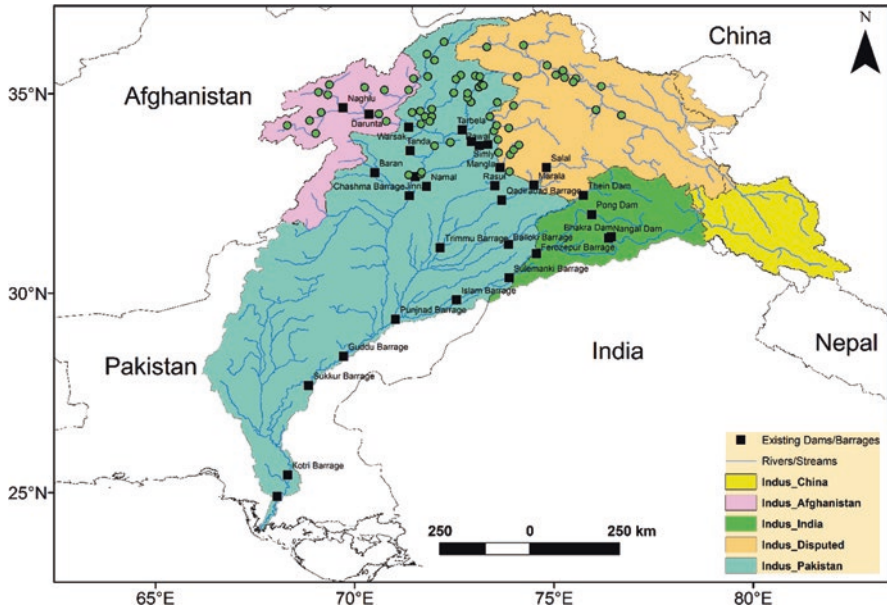 N
China
35°N
Afghanistan
Naghlu
Darunta
Warsak
Tarbela
Tanda
Rawal
Simly
Baran
Mangla
Salal
Jinn
Namal
Rasul
Marala
Chashma Barrage
Qadirabad Barrage
Thein Dam
Pong Dam
Bhakra Dam
Nangal Dam
Trimmu Barrage
Balloki Barrage
Ferozepur Barrage
Sulemanki Barrage
30°N
Islam Barrage
Punjnad Barrage
Guddu Barrage
Pakistan
India
Nepal
Sukkur Barrage
Kotri Barrage
25°N
250 0 250 km
Existing Dams/Barrages
Rivers/Streams
Indus_China
Indus_Afghanistan
Indus_India
Indus_Disputed
Indus_Pakistan
65°E 70°E 75°E 80°E